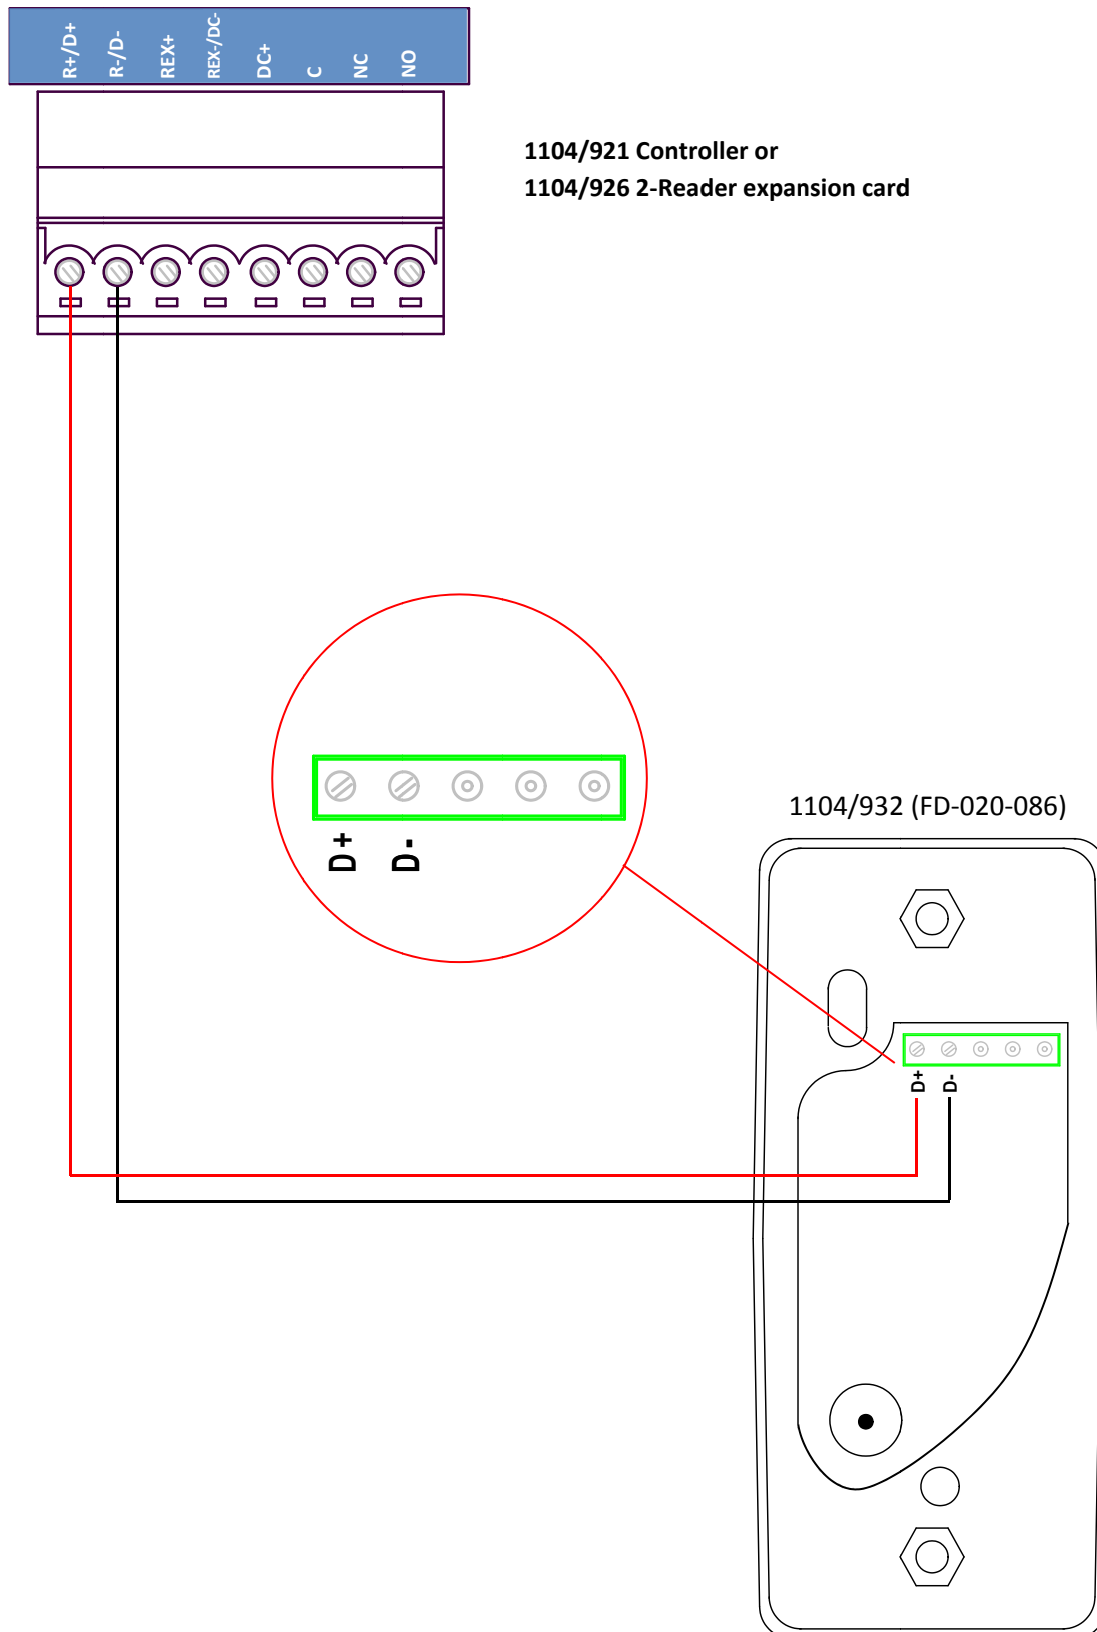 R+/D+
R-/D-
REX+
REX-/DC-
DC+
C
NC
NO
1104/921 Controller or
1104/926 2-Reader expansion card
D+
D-
1104/932 (FD-020-086)
D+
D-